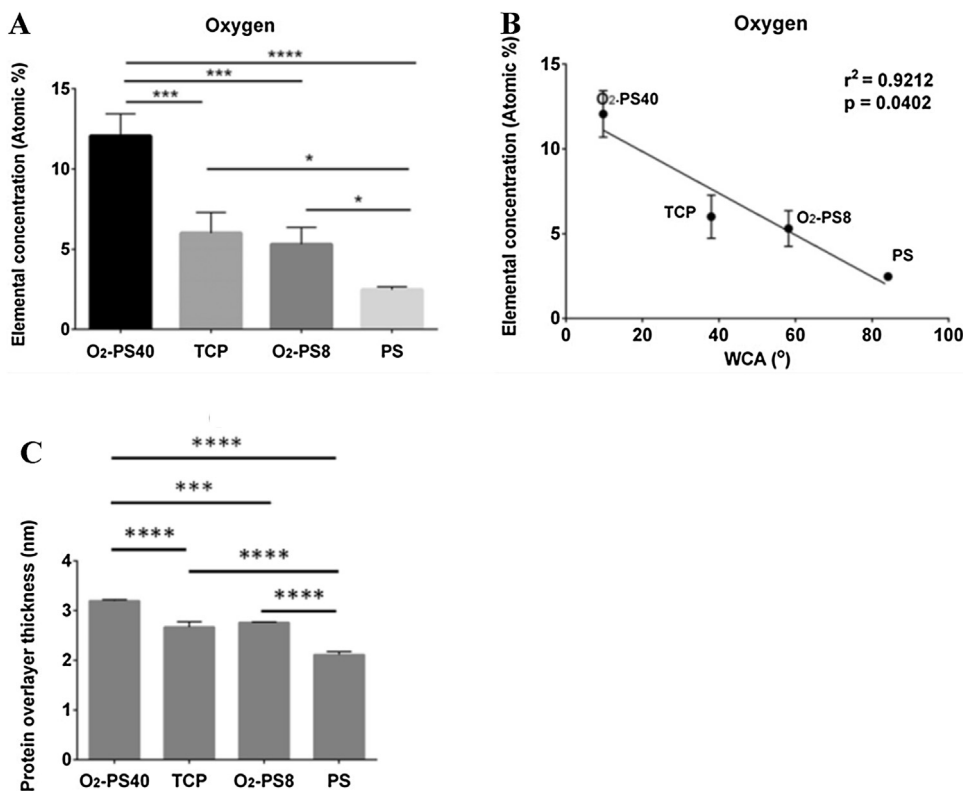 A
Oxygen
Elemental concentration (Atomic %)
15
10
5
0
****
***
***
*
*
O2-PS40 TCP O2-PS8 PS
B
Oxygen
Elemental concentration (Atomic %)
15
10
5
0
r² = 0.9212
p = 0.0402
O2-PS40
TCP
O2-PS8
PS
0 20 40 60 80 100
WCA (°)
C
Protein overlayer thickness (nm)
4
3
2
1
0
****
***
****
****
****
O2-PS40 TCP O2-PS8 PS